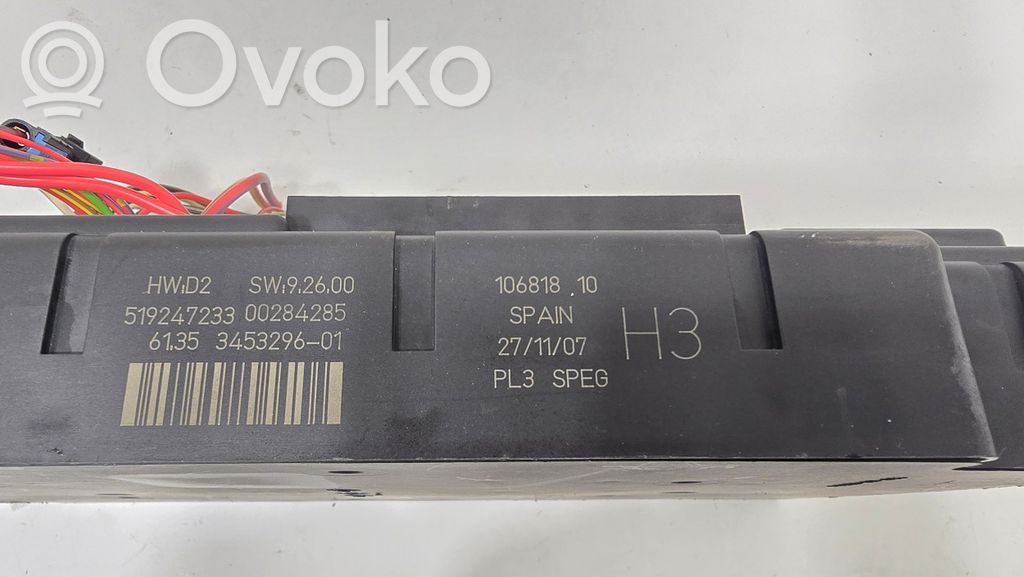 Ovoko
HW:D2 SW:9.26.00
519247233 00284285
61.35 3453296-01
106818 .10
SPAIN
27/11/07
PL3 SPEG
H3